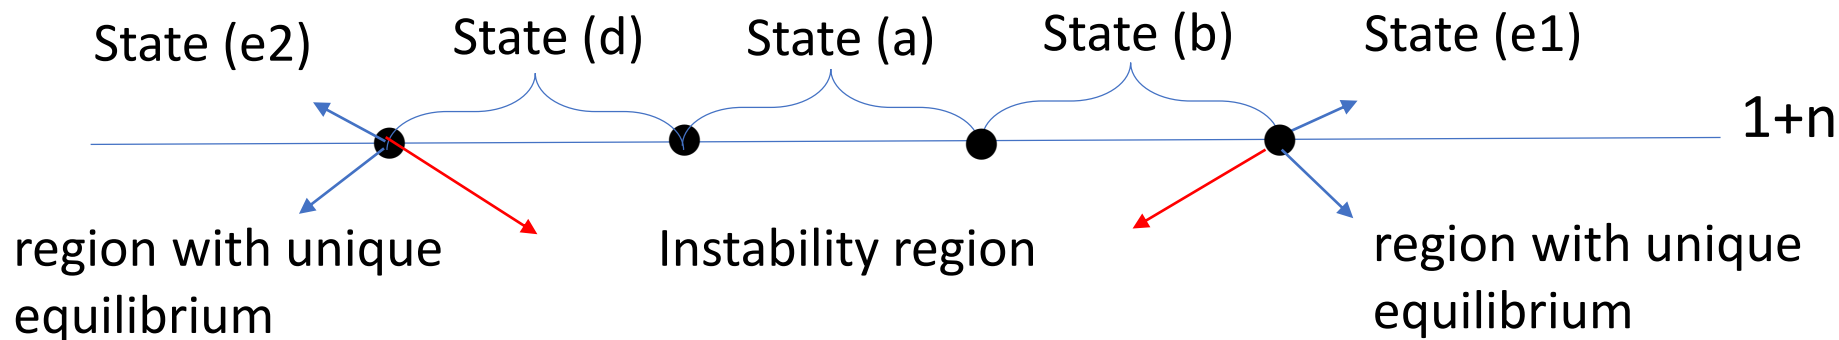 State (e2)
State (d)
State (a)
State (b)
State (e1)
1+n
region with unique
equilibrium
Instability region
region with unique
equilibrium